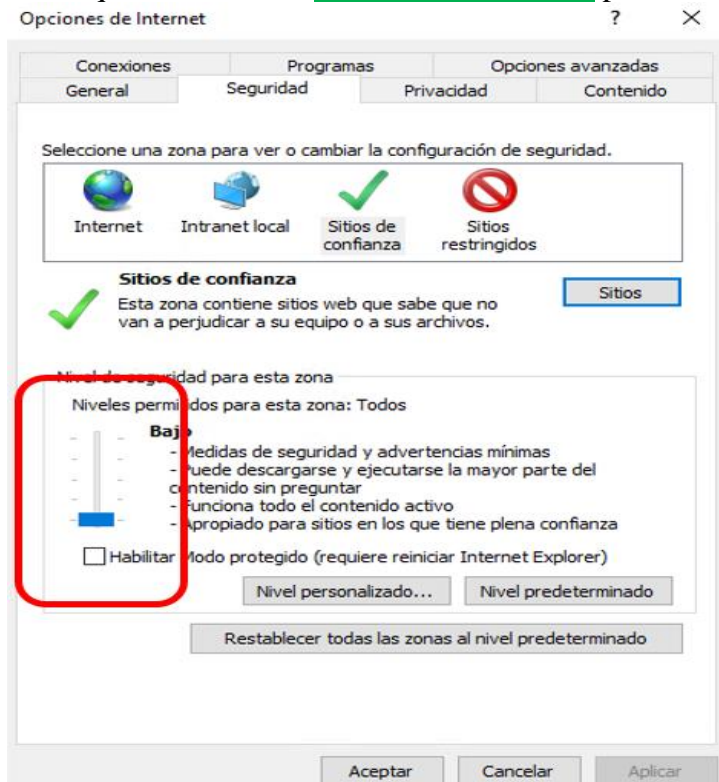 Opciones de Internet ? ×
Conexiones Programas Opciones avanzadas
General Seguridad Privacidad Contenido
Seleccione una zona para ver o cambiar la configuración de seguridad.
Internet Intranet local Sitios de confianza Sitios restringidos
Sitios de confianza
Esta zona contiene sitios web que sabe que no
van a perjudicar a su equipo o a sus archivos.
Sitios
Nivel de seguridad para esta zona
Niveles permitidos para esta zona: Todos
Bajo
- Medidas de seguridad y advertencias mínimas
- Puede descargarse y ejecutarse la mayor parte del
contenido sin preguntar
- Funciona todo el contenido activo
- Apropiado para sitios en los que tiene plena confianza
Habilitar Modo protegido (requiere reiniciar Internet Explorer)
Nivel personalizado... Nivel predeterminado
Restablecer todas las zonas al nivel predeterminado
Aceptar Cancelar Aplicar